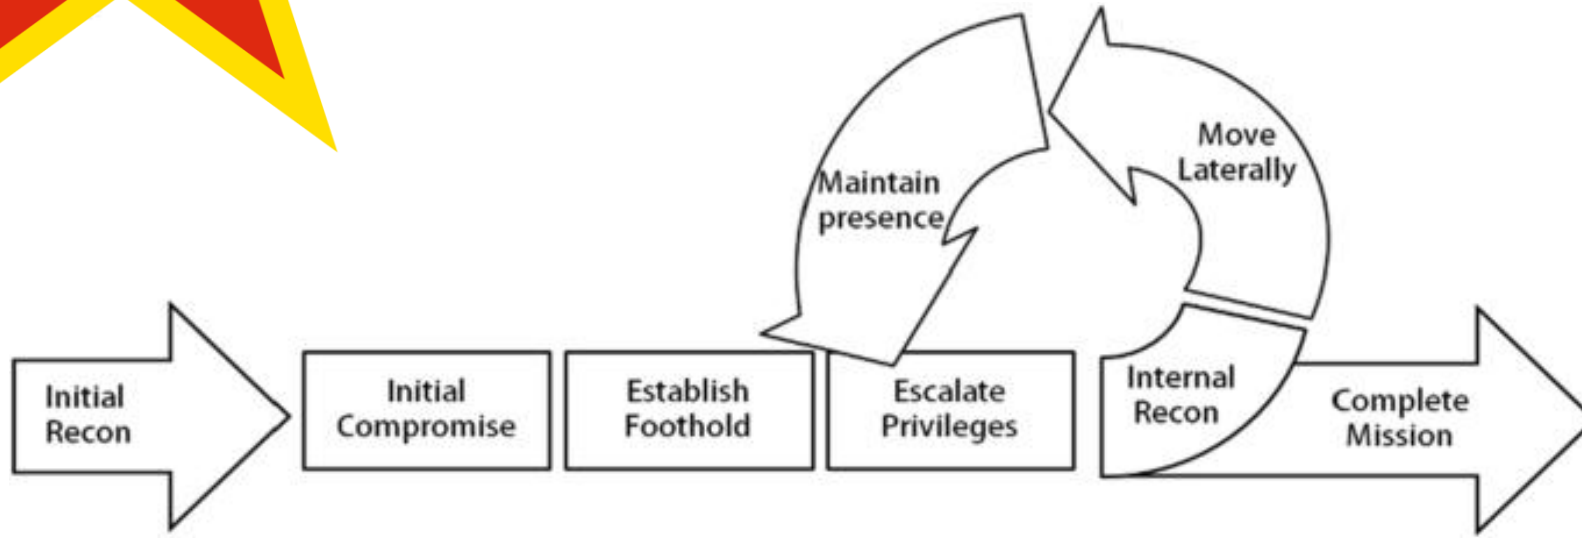 Initial
Recon
Initial
Compromise
Establish
Foothold
Escalate
Privileges
Maintain
presence
Move
Laterally
Internal
Recon
Complete
Mission